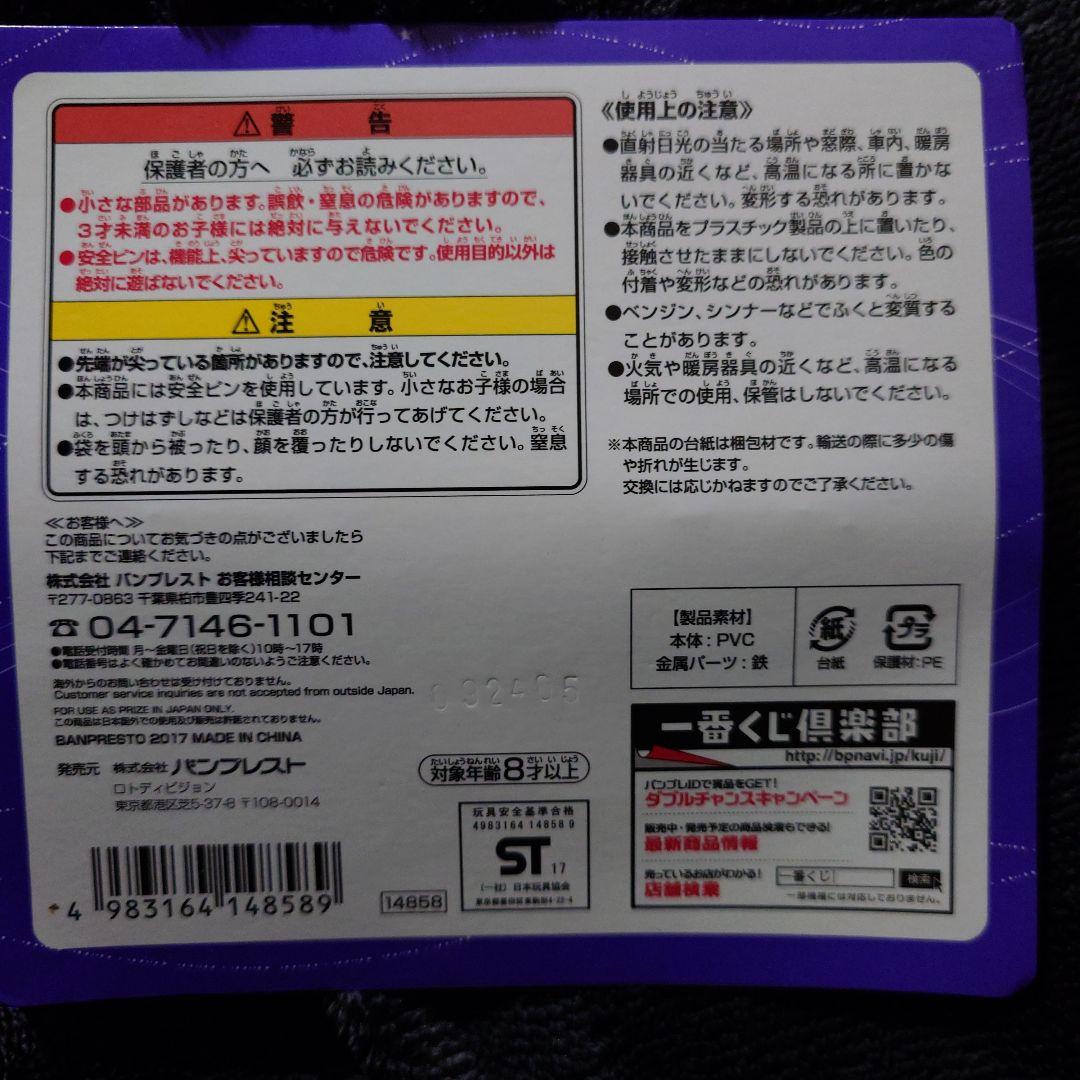 ⚠警告
保護者の方へ 必ずお読みください。
●小さな部品があります。誤飲・窒息の危険がありますので、
3才未満のお子様には絶対に与えないでください。
●安全ピンは、機能上、尖っていますので危険です。使用目的以外は
絶対に遊ばないでください。
⚠注意
●先端が尖っている箇所がありますので、注意してください。
●本商品には安全ピンを使用しています。小さなお子様の場合
は、つけはずしなどは保護者の方が行ってあげてください。
●袋を頭から被ったり、顔を覆ったりしないでください。窒息
する恐れがあります。
《使用上の注意》
●直射日光の当たる場所や窓際、車内、暖房
器具の近くなど、高温になる所に置かな
いでください。変形する恐れがあります。
●本商品をプラスチック製品の上に置いたり、
接触させたままにしないでください。色の
付着や変形などの恐れがあります。
●ベンジン、シンナーなどでふくと変質する
ことがあります。
●火気や暖房器具の近くなど、高温になる
場所での使用、保管はしないでください。
※本商品の台紙は梱包材です。輸送の際に多少の傷
や折れが生じます。
交換には応じかねますのでご了承ください。
≪お客様へ≫
この商品についてお気づきの点がございましたら
下記までご連絡ください。
株式会社 バンプレスト お客様相談センター
〒277-0863 千葉県柏市豊四季241-22
☎04-7146-1101
●電話受付時間 月～金曜日(祝日を除く)10時～17時
●電話番号はよく確かめてお間違いのないようご注意ください。
海外からのお問い合わせは受け付けておりません。
Customer service inquiries are not accepted from outside Japan.
FOR USE AS PRIZE IN JAPAN ONLY.
この商品は日本国外での使用及び販売は許諾されておりません。
BANPRESTO 2017 MADE IN CHINA
発売元 株式会社 バンプレスト
ロトディビジョン
東京都港区芝5-37-8 〒108-0014
092405
対象年齢8才以上
【製品素材】
本体:PVC
金属パーツ:鉄
紙
台紙
プラ
保護材:PE
一番くじ倶楽部
http://bpnavi.jp/kuji/
バンプレIDで賞品をGET!
ダブルチャンスキャンペーン
販売中・発売予定の商品検索もできる!
最新商品情報
売っているお店がわかる!
店舗検索
一番くじ
検索
一部機種には対応しておりません。
玩具安全基準合格
4983164 14858 9
ST 17
(一社)日本玩具協会
4 983164 148589
14858